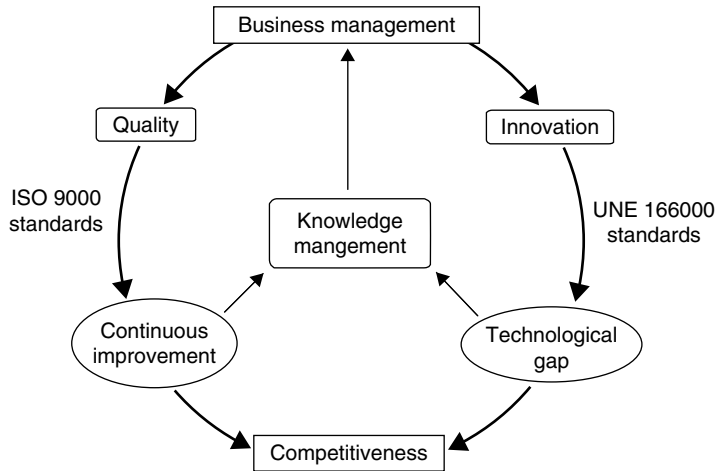 Business management
Quality
Innovation
ISO 9000
standards
UNE 166000
standards
Knowledge
mangement
Continuous
improvement
Technological
gap
Competitiveness